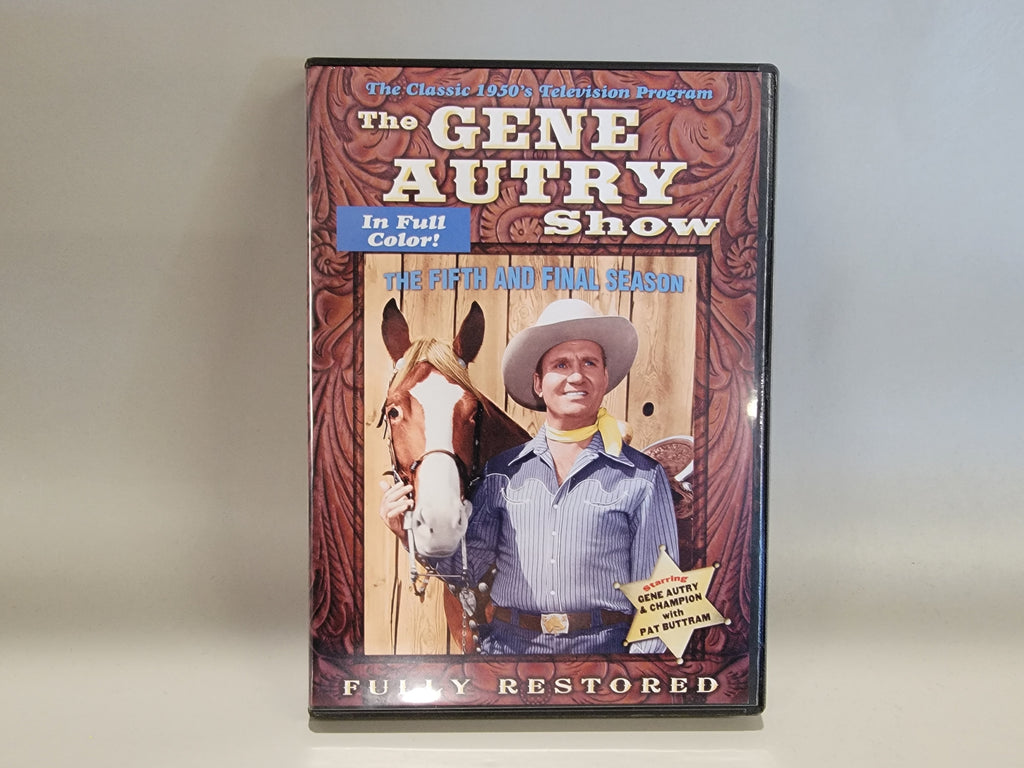 The Classic 1950's Television Program
The GENE
AUTRY
Show
In Full
Color!
THE FIFTH AND FINAL SEASON
Starring
GENE AUTRY
& CHAMPION
with
PAT BUTTRAM
FULLY RESTORED